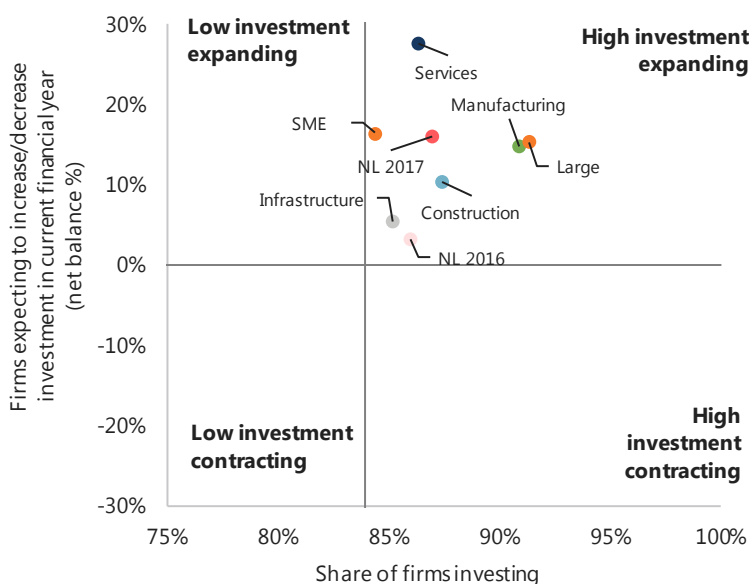 Firms expecting to increase/decrease
investment in current financial year
(net balance %)
30%
20%
10%
0%
-10%
-20%
-30%
Low investment
expanding
High investment
expanding
Services
Manufacturing
SME
NL 2017
Large
Infrastructure
Construction
NL 2016
Low investment
contracting
High
investment
contracting
75%
80%
85%
90%
95%
100%
Share of firms investing